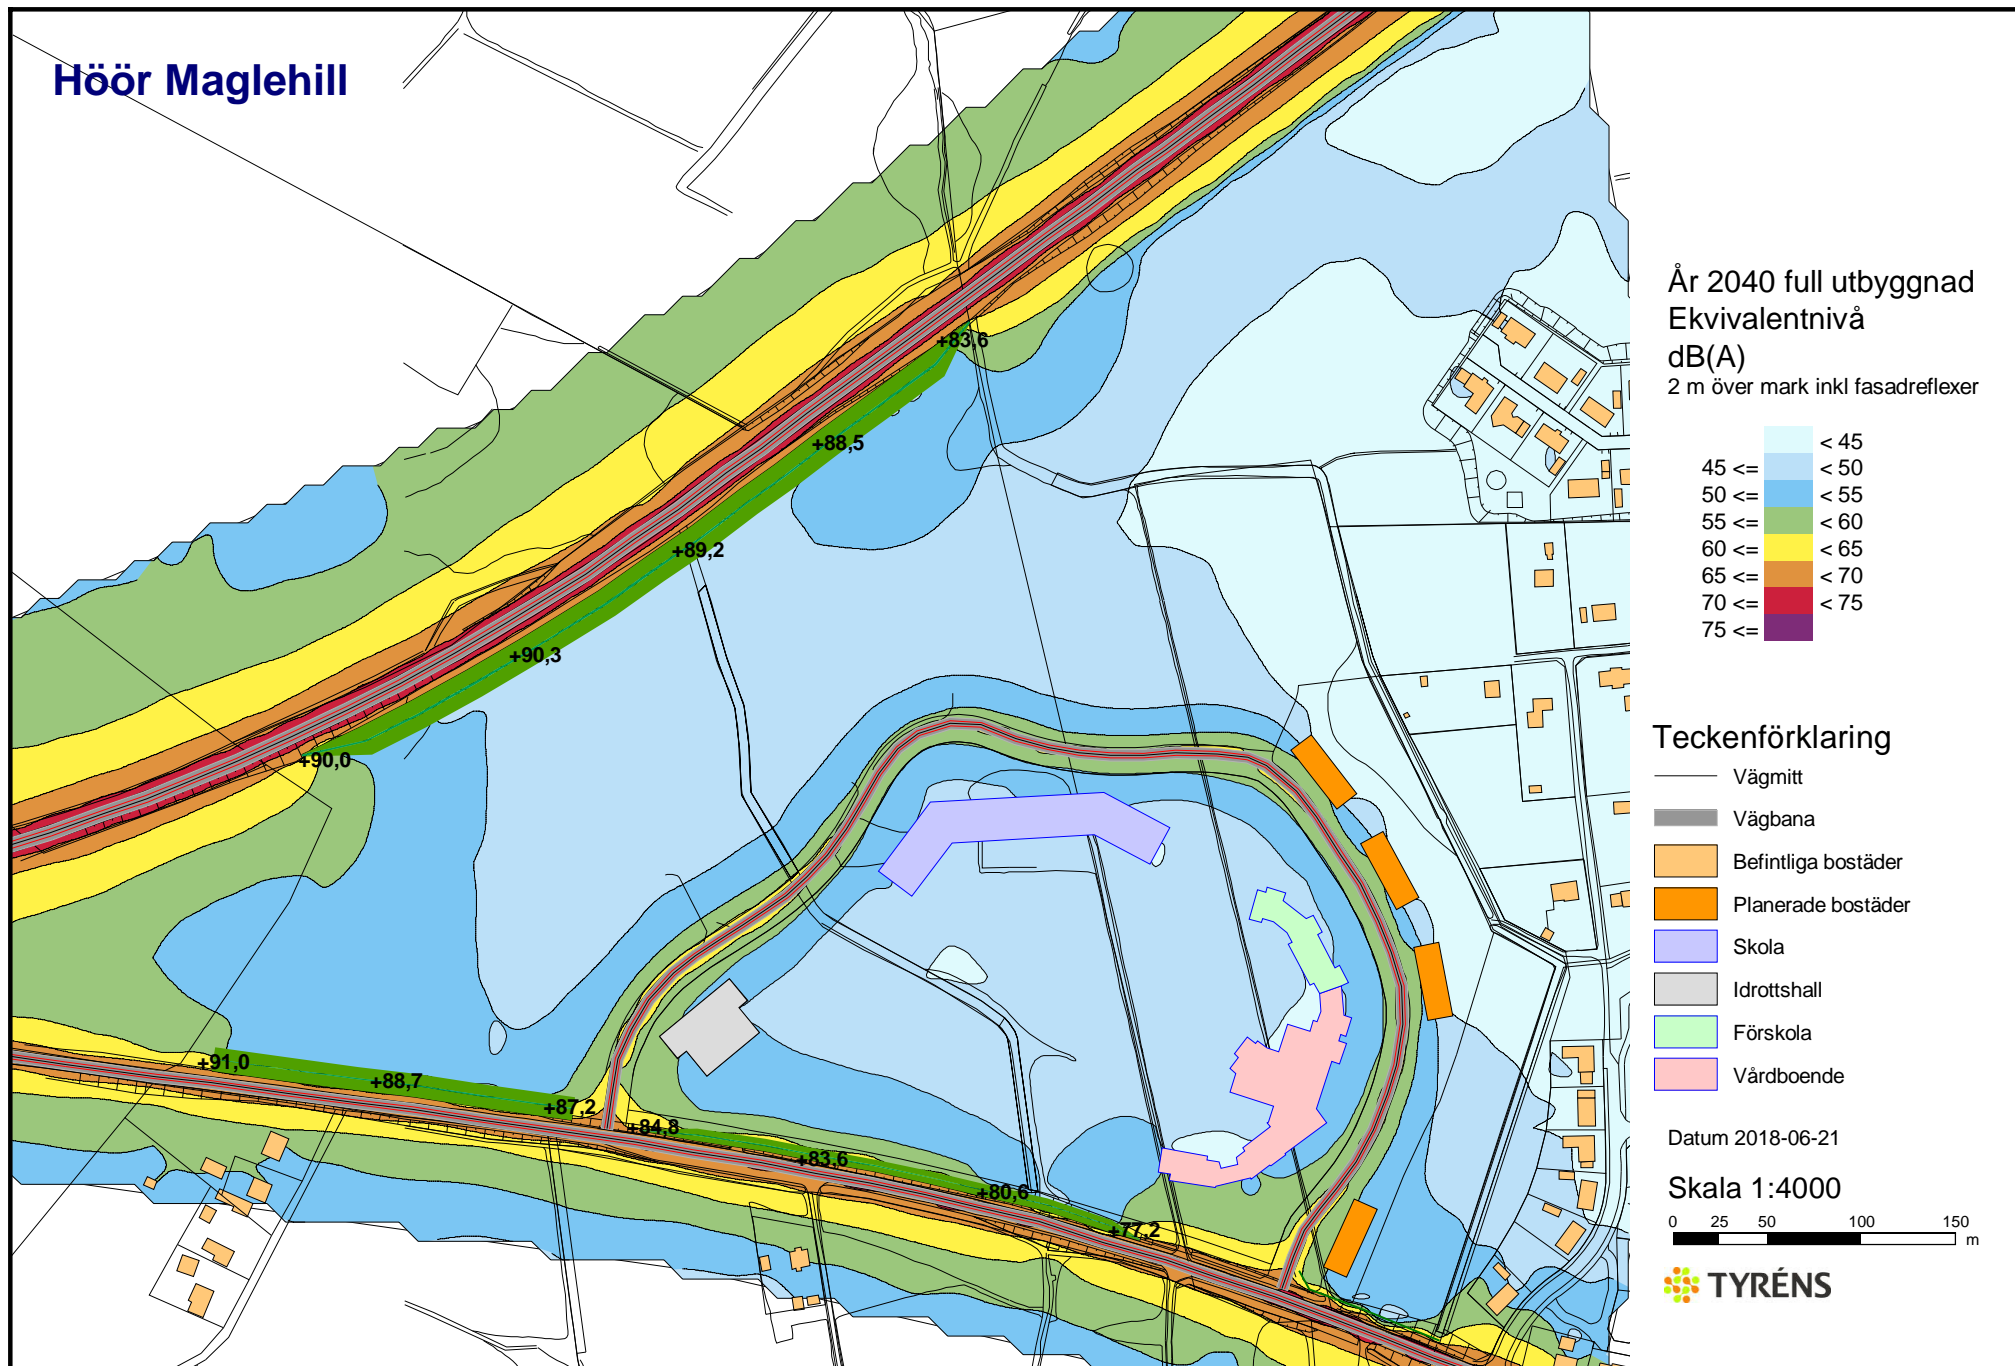 Höör Maglehill
+83,6
+88,5
+89,2
+90,3
+90,0
+91,0
+88,7
+87,2
+84,8
+83,6
+80,6
+77,2
År 2040 full utbyggnad
Ekvivalentnivå
dB(A)
2 m över mark inkl fasadreflexer
< 45
45 <= < 50
50 <= < 55
55 <= < 60
60 <= < 65
65 <= < 70
70 <= < 75
75 <=
Teckenförklaring
Vägmitt
Vägbana
Befintliga bostäder
Planerade bostäder
Skola
Idrottshall
Förskola
Vårdboende
Datum 2018-06-21
Skala 1:4000
0 25 50 100 150
m
TYRÉNS